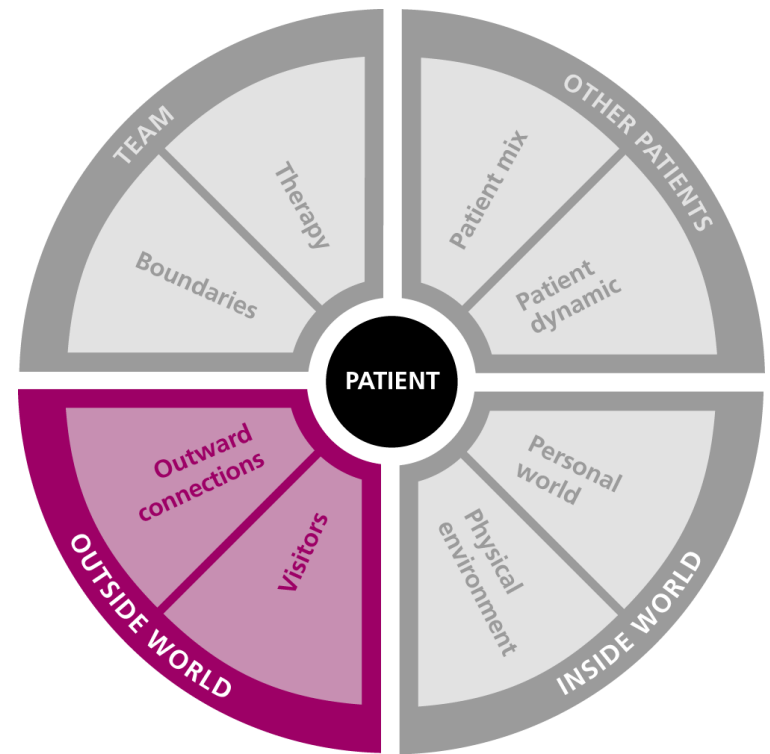 TEAM
Therapy
Boundaries
OTHER PATIENTS
Patient mix
Patient
dynamic
PATIENT
OUTSIDE WORLD
Outward
connections
Visitors
INSIDE WORLD
Personal
world
Physical
environment